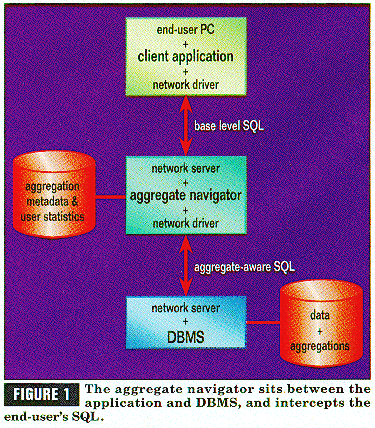 end-user PC
+
client application
+
network driver
base level SQL
network server
+
aggregate navigator
+
network driver
aggregation
metadata &
user statistics
aggregate-aware SQL
network server
+
DBMS
data
+
aggregations
FIGURE 1 The aggregate navigator sits between the
application and DBMS, and intercepts the
end-user's SQL.